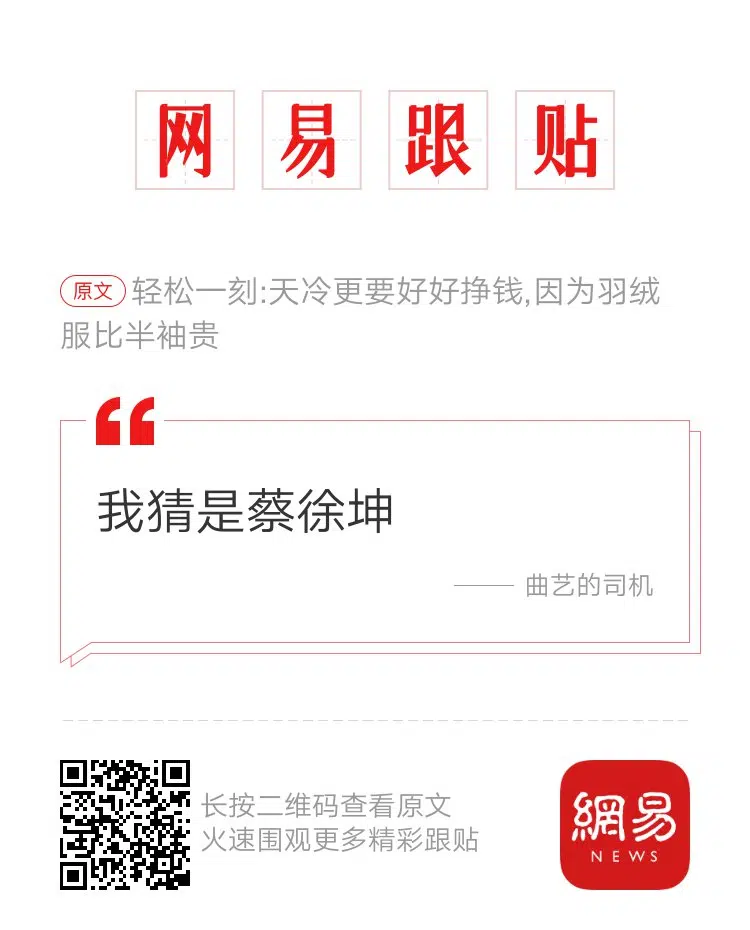 网易跟贴
原文 轻松一刻:天冷更要好好挣钱,因为羽绒
服比半袖贵
“
我猜是蔡徐坤
—— 曲艺的司机
长按二维码查看原文
火速围观更多精彩跟贴
網易
NEWS